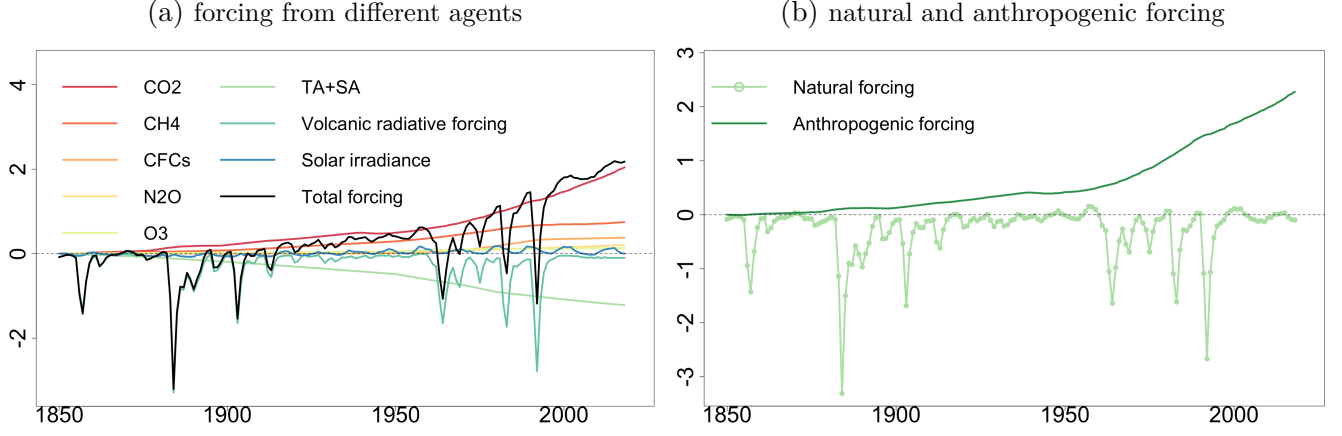 (a) forcing from different agents
4
2
0
-2
CO2
CH4
CFCs
N2O
O3
TA+SA
Volcanic radiative forcing
Solar irradiance
Total forcing
1850 1900 1950 2000
(b) natural and anthropogenic forcing
3
2
1
0
-1
-2
-3
Natural forcing
Anthropogenic forcing
1850 1900 1950 2000